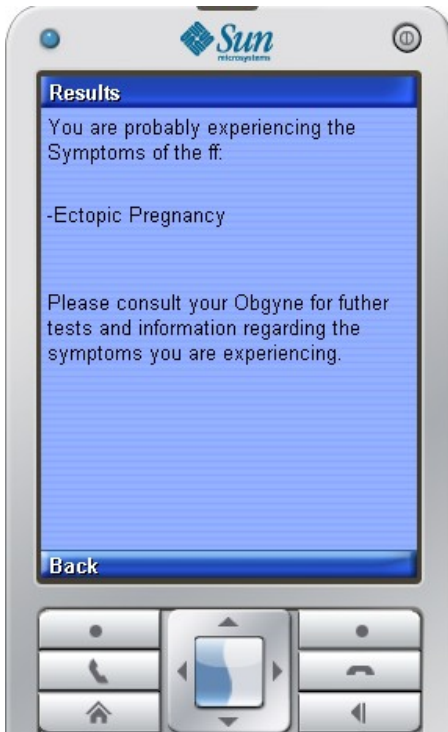 Sun
microsystems
Results
You are probably experiencing the
Symptoms of the ff:
-Ectopic Pregnancy
Please consult your Obgyne for futher
tests and information regarding the
symptoms you are experiencing.
Back